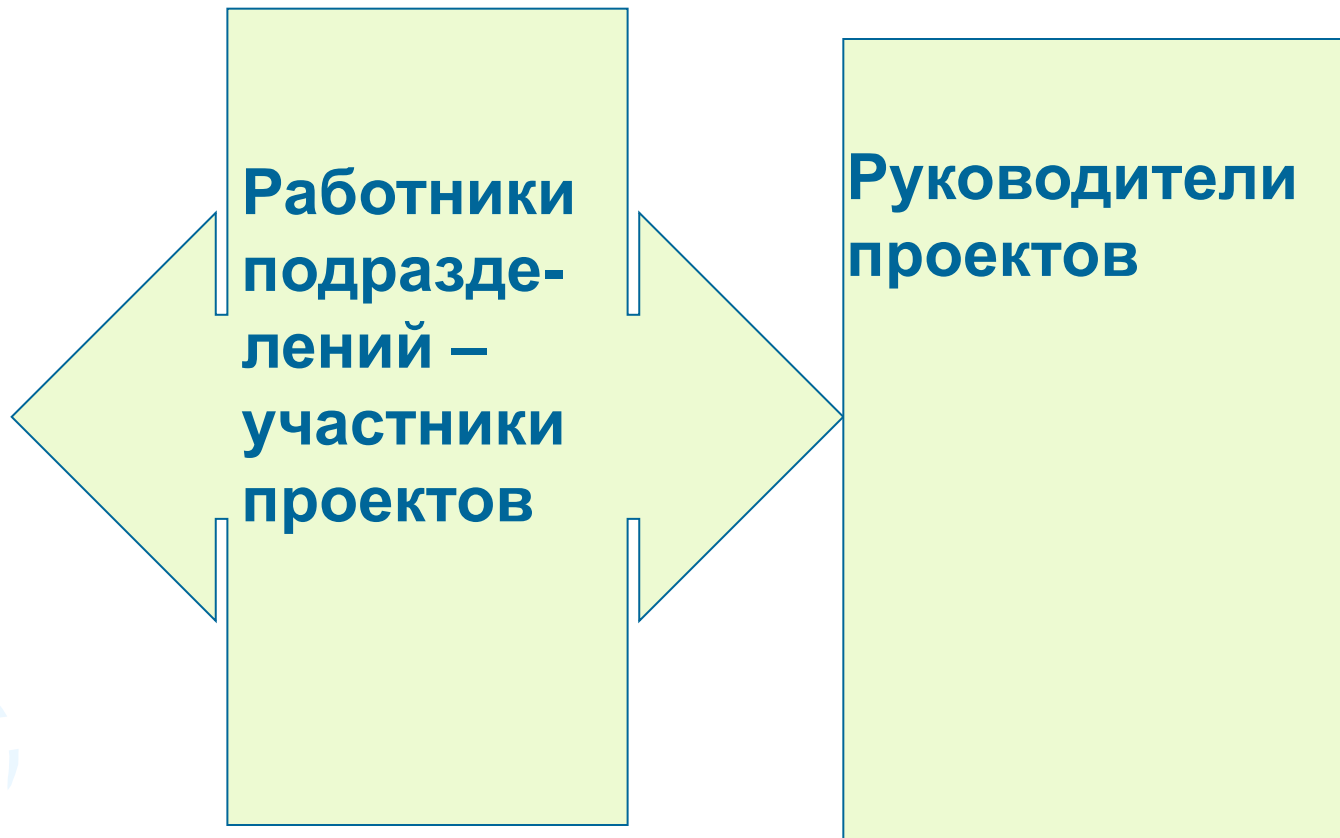 Работники
подразде-
лений –
участники
проектов
Руководители
проектов